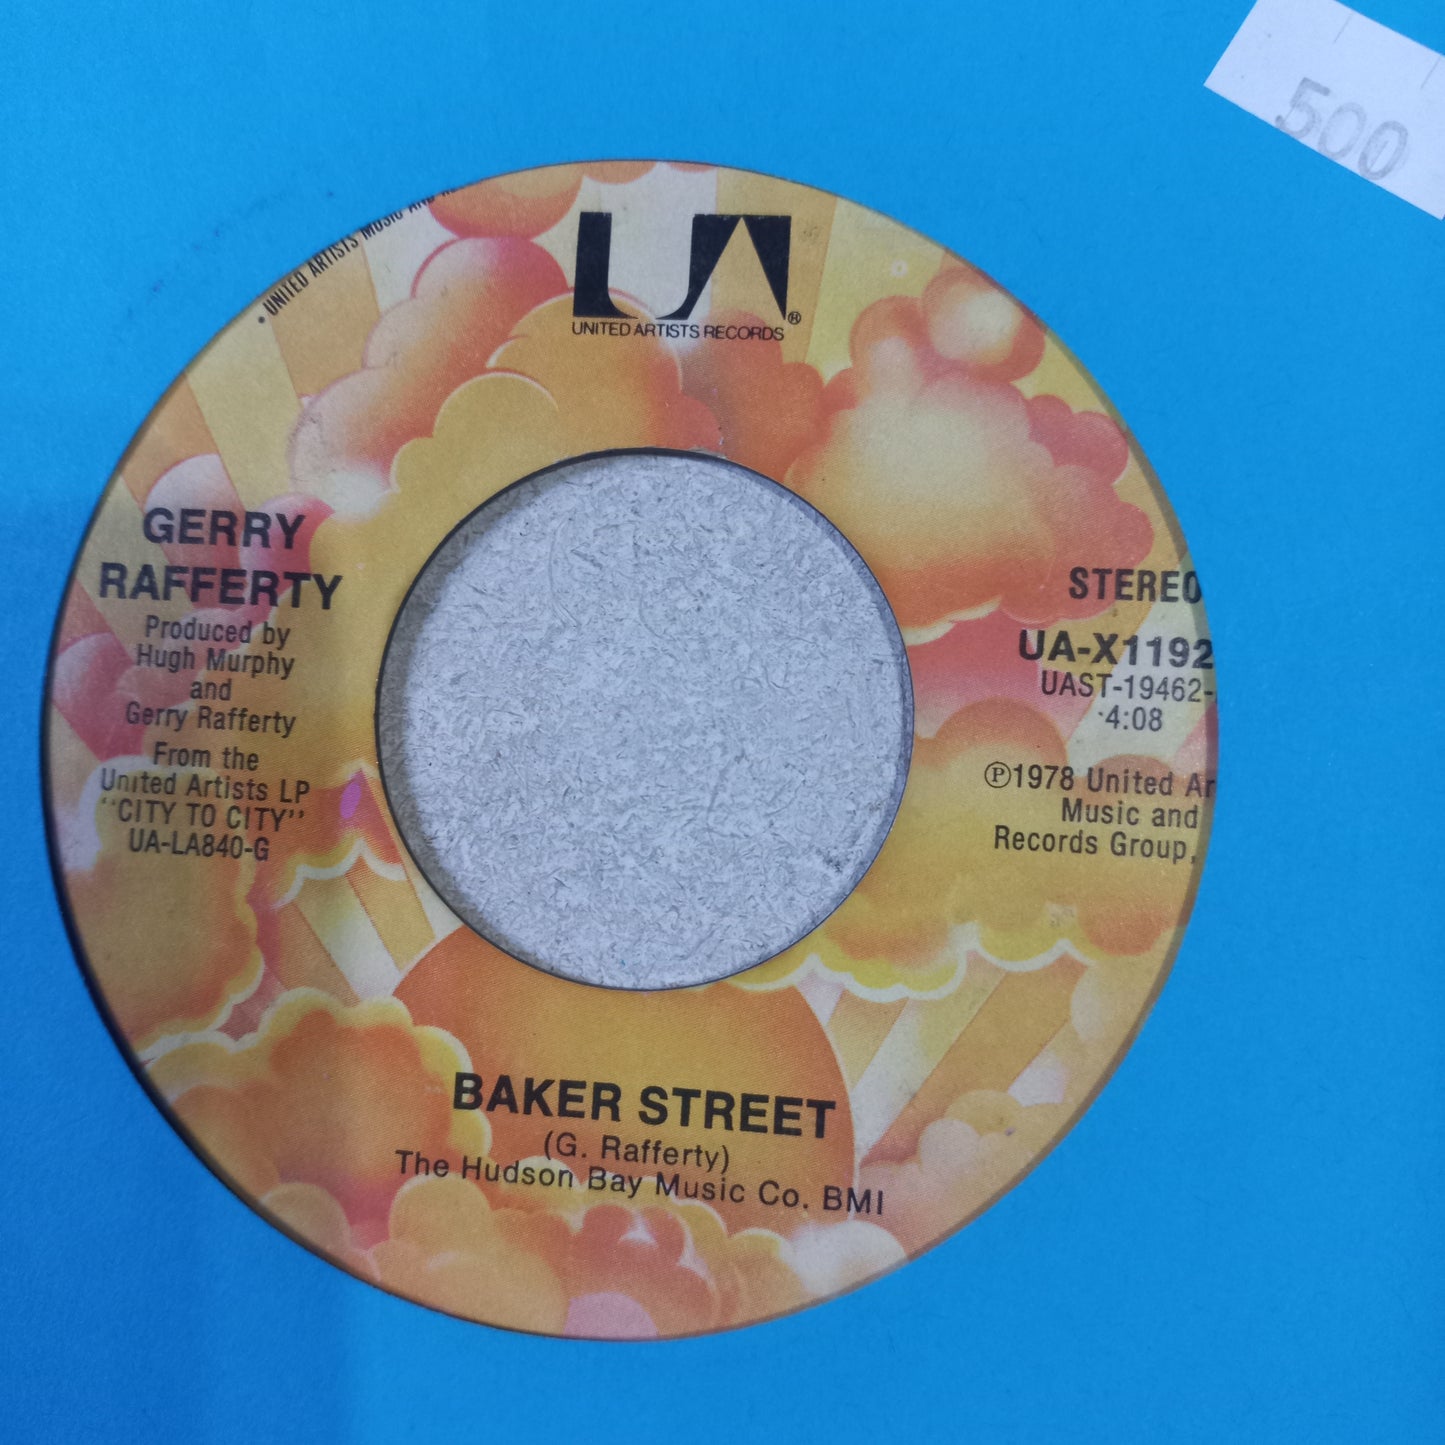 500
• UNITED ARTISTS MUSIC AND
UA®
UNITED ARTISTS RECORDS
GERRY
RAFFERTY
Produced by
Hugh Murphy
and
Gerry Rafferty
From the
United Artists LP
"CITY TO CITY"
UA-LA840-G
STEREO
UA-X1192
UAST-19462-
4:08
℗1978 United Ar
Music and
Records Group,
BAKER STREET
(G. Rafferty)
The Hudson Bay Music Co. BMI